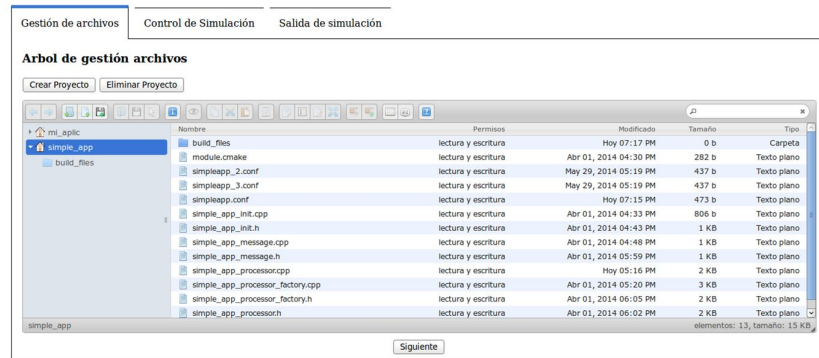 Gestión de archivos Control de Simulación Salida de simulación
Arbol de gestión archivos
Crear Proyecto Eliminar Proyecto
mi_aplic
simple_app
build_files
Nombre Permisos Modificado Tamaño Tipo
build_files lectura y escritura Hoy 07:17 PM 0 b Carpeta
module.cmake lectura y escritura Abr 01, 2014 04:30 PM 282 b Texto plano
simpleapp_2.conf lectura y escritura May 29, 2014 05:19 PM 437 b Texto plano
simpleapp_3.conf lectura y escritura May 29, 2014 05:19 PM 437 b Texto plano
simpleapp.conf lectura y escritura Hoy 07:15 PM 473 b Texto plano
simple_app_init.cpp lectura y escritura Abr 01, 2014 04:33 PM 806 b Texto plano
simple_app_init.h lectura y escritura Abr 01, 2014 04:43 PM 1 KB Texto plano
simple_app_message.cpp lectura y escritura Abr 01, 2014 04:48 PM 1 KB Texto plano
simple_app_message.h lectura y escritura Abr 01, 2014 05:59 PM 1 KB Texto plano
simple_app_processor.cpp lectura y escritura Hoy 05:16 PM 2 KB Texto plano
simple_app_processor_factory.cpp lectura y escritura Abr 01, 2014 05:20 PM 3 KB Texto plano
simple_app_processor_factory.h lectura y escritura Abr 01, 2014 06:05 PM 2 KB Texto plano
simple_app_processor.h lectura y escritura Abr 01, 2014 06:02 PM 2 KB Texto plano
simple_app elementos: 13, tamaño: 15 KB
Siguiente